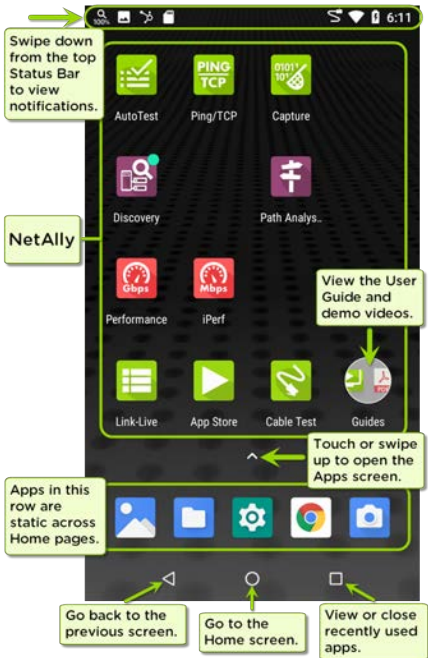 100%
6:11
Swipe down
from the top
Status Bar
to view
notifications.
PING
TCP
01011
101
AutoTest
Ping/TCP
Capture
Discovery
Path Analys..
NetAlly
Gbps
Mbps
View the User
Guide and
demo videos.
Performance
iPerf
PDF
Link-Live
App Store
Cable Test
Guides
Touch or swipe
up to open the
Apps screen.
Apps in this
row are
static across
Home pages.
Go back to the
previous screen.
Go to the
Home screen.
View or close
recently used
apps.